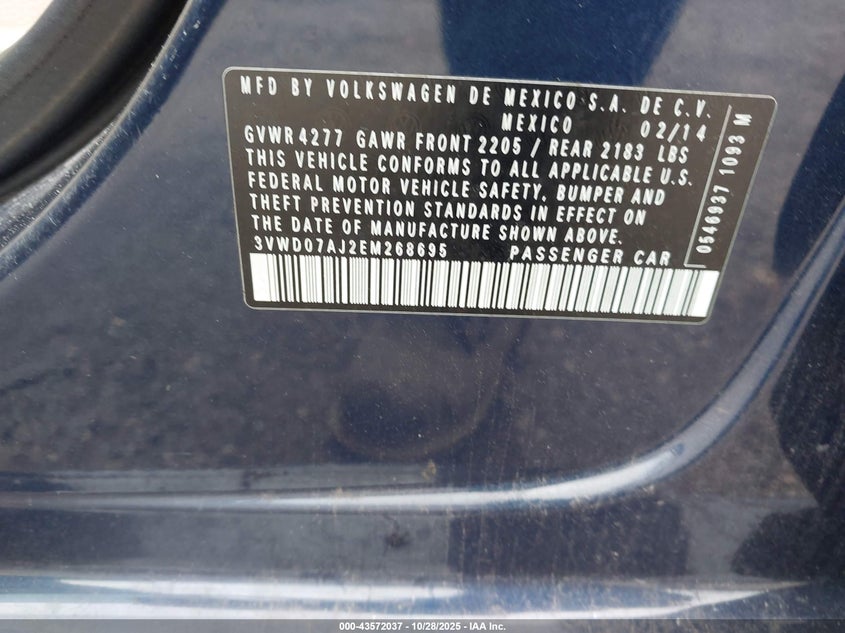 MFD BY VOLKSWAGEN DE MEXICO S.A. DE C.V.
MEXICO 02/14
GVWR 4277 GAWR FRONT 2205 / REAR 2183 LBS
THIS VEHICLE CONFORMS TO ALL APPLICABLE U.S.
FEDERAL MOTOR VEHICLE SAFETY, BUMPER AND
THEFT PREVENTION STANDARDS IN EFFECT ON
THE DATE OF MANUFACTURE SHOWN ABOVE.
3VWD07AJ2EM268695 PASSENGER CAR
0546937 1093 M
000-43572037 - 10/28/2025 - IAA Inc.